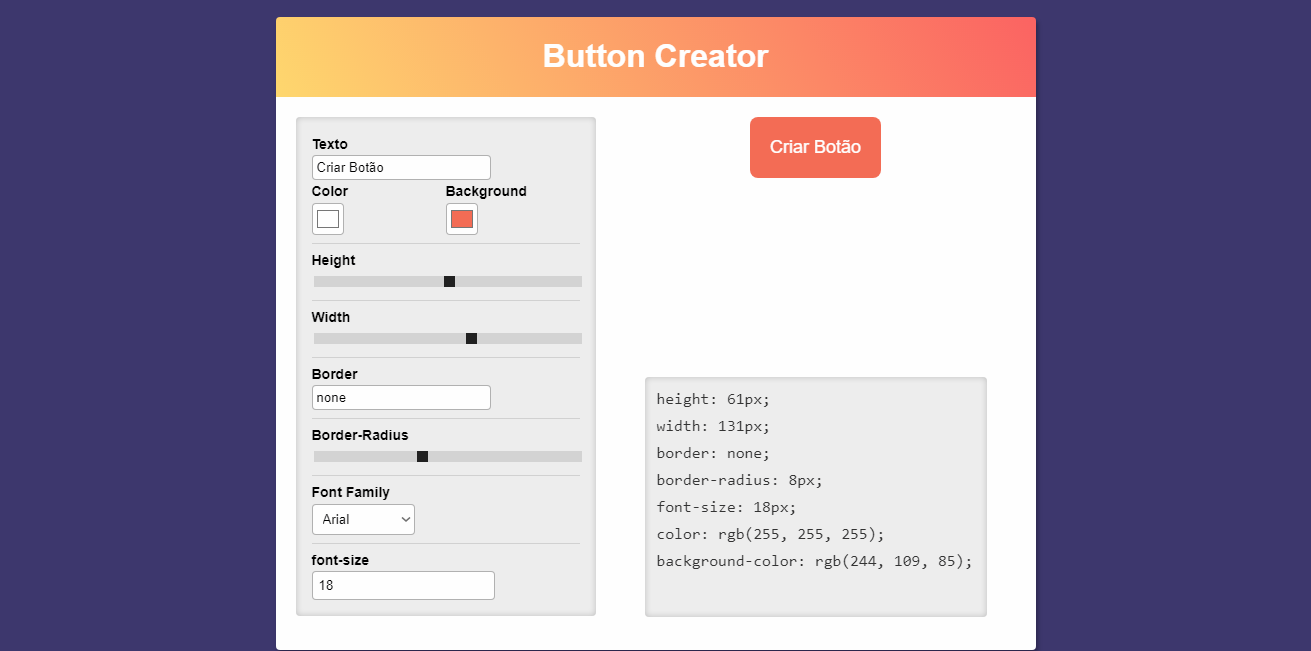 Button Creator
Texto
Criar Botão
Color Background
Height
Width
Border
none
Border-Radius
Font Family
Arial
font-size
18
Criar Botão
height: 61px;
width: 131px;
border: none;
border-radius: 8px;
font-size: 18px;
color: rgb(255, 255, 255);
background-color: rgb(244, 109, 85);